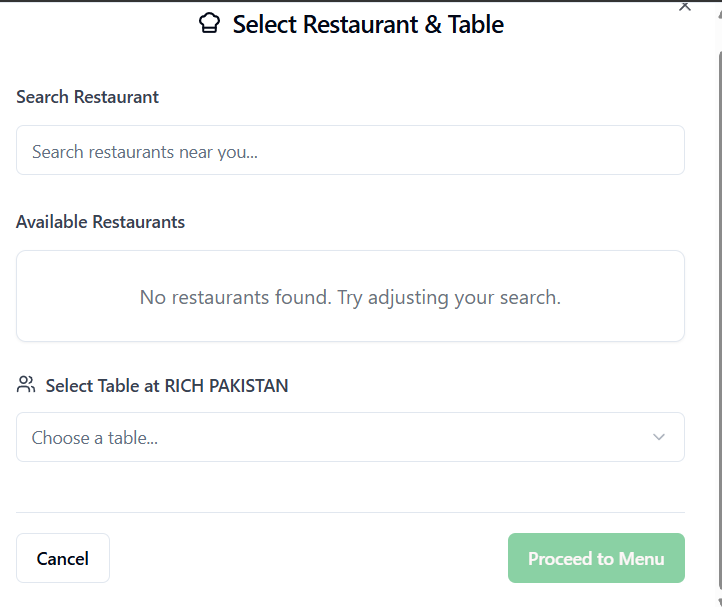 Select Restaurant & Table
Search Restaurant
Search restaurants near you...
Available Restaurants
No restaurants found. Try adjusting your search.
Select Table at RICH PAKISTAN
Choose a table...
Cancel
Proceed to Menu